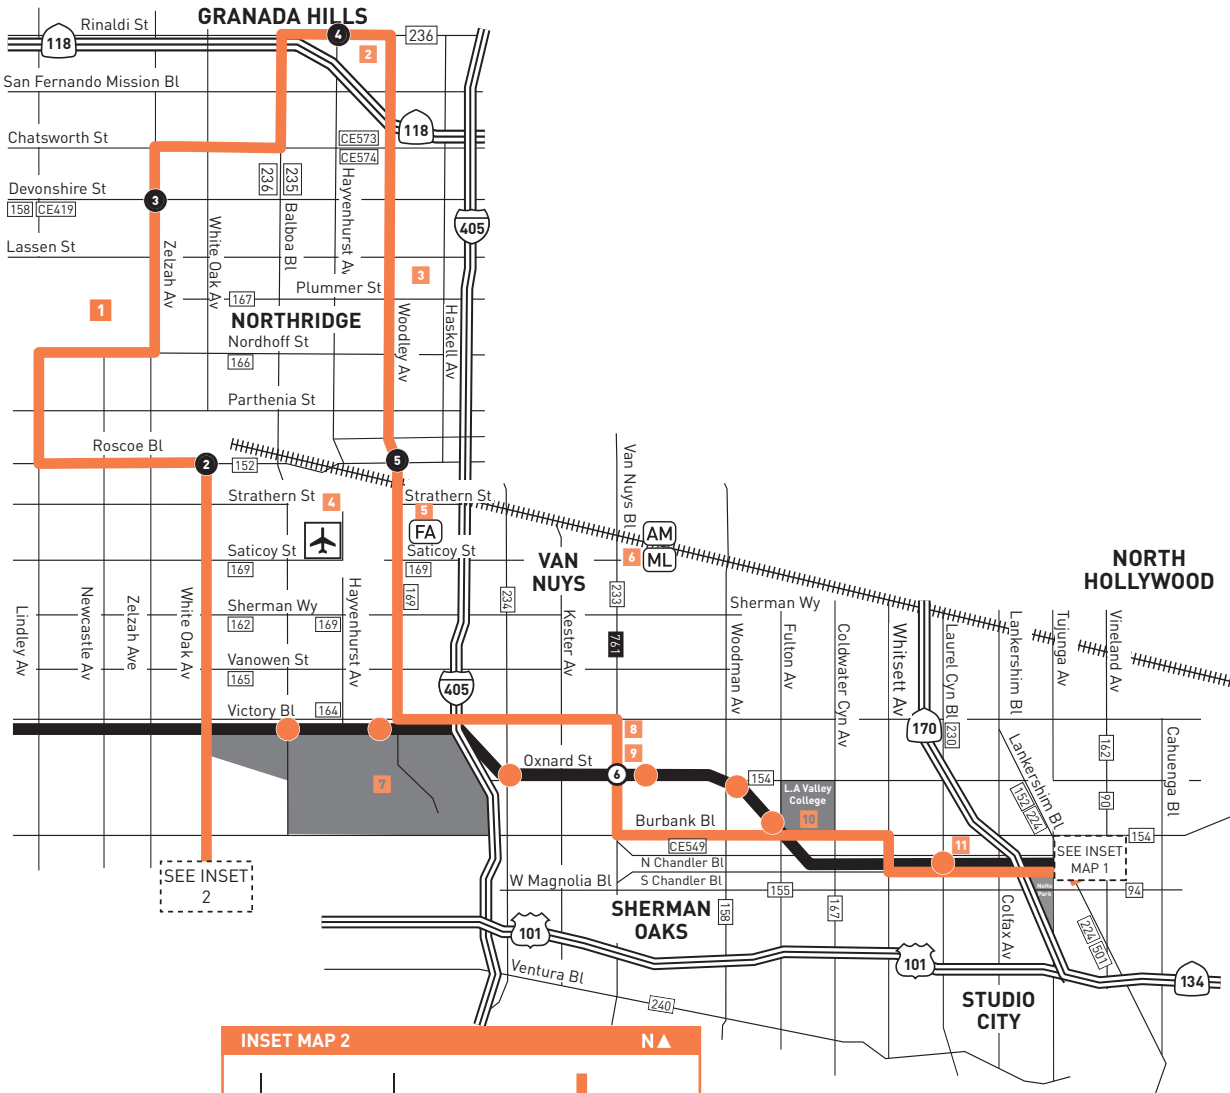 GRANADA HILLS
Rinaldi St
4
236
118
2
San Fernando Mission Bl
118
Chatsworth St
CE573
CE574
236
235
Devonshire St
158
CE419
3
Hayvenhurst Av
Balboa Bl
White Oak Av
Zelzah Av
405
Lassen St
3
Plummer St
167
1
NORTHRIDGE
Woodley Av
Haskell Av
Nordhoff St
166
Parthenia St
Roscoe Bl
2
152
5
Van Nuys Bl
Strathern St
4
Strathern St
5
FA
AM
ML
6
Saticoy St
169
Saticoy St
169
VAN
NUYS
NORTH
HOLLYWOOD
169
234
233
761
Sherman Wy
162
169
Sherman Wy
Lindley Av
Newcastle Av
Zelzah Ave
White Oak Av
Hayvenhurst Av
Kester Av
Woodman Av
Fulton Av
Coldwater Cyn Av
Whitsett Av
Laurel Cyn Bl
Lankershim Bl
Tujunga Av
Vineland Av
Vanowen St
165
405
Victory Bl
164
8
170
230
Cahuenga Bl
162
9
Oxnard St
6
154
Lankershim Bl
152
224
90
7
L.A Valley
College
10
Burbank Bl
154
CE549
11
N Chandler Bl
SEE INSET
MAP 1
SEE INSET
2
W Magnolia Bl
S Chandler Bl
155
NoHo
Park
94
SHERMAN
OAKS
158
167
Colfax Av
224
501
101
101
Ventura Bl
134
240
STUDIO
CITY
INSET MAP 2
N